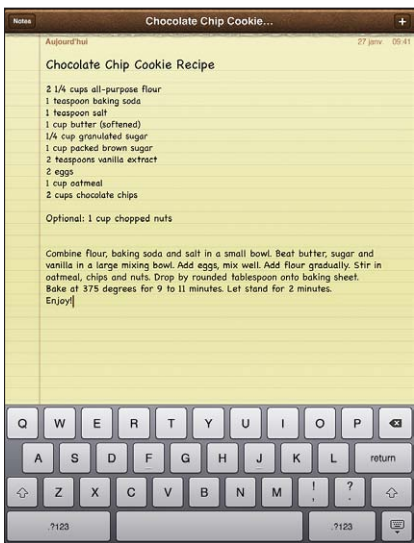 Notes
Chocolate Chip Cookie...
+
Aujourd'hui
27 janv. 09:41
Chocolate Chip Cookie Recipe
2 1/4 cups all-purpose flour
1 teaspoon baking soda
1 teaspoon salt
1 cup butter (softened)
1/4 cup granulated sugar
1 cup packed brown sugar
2 teaspoons vanilla extract
2 eggs
1 cup oatmeal
2 cups chocolate chips
Optional: 1 cup chopped nuts
Combine flour, baking soda and salt in a small bowl. Beat butter, sugar and
vanilla in a large mixing bowl. Add eggs, mix well. Add flour gradually. Stir in
oatmeal, chips and nuts. Drop by rounded tablespoon onto baking sheet.
Bake at 375 degrees for 9 to 11 minutes. Let stand for 2 minutes.
Enjoy!
Q W E R T Y U I O P
A S D F G H J K L return
Z X C V B N M ! , ? .
.?123 .?123